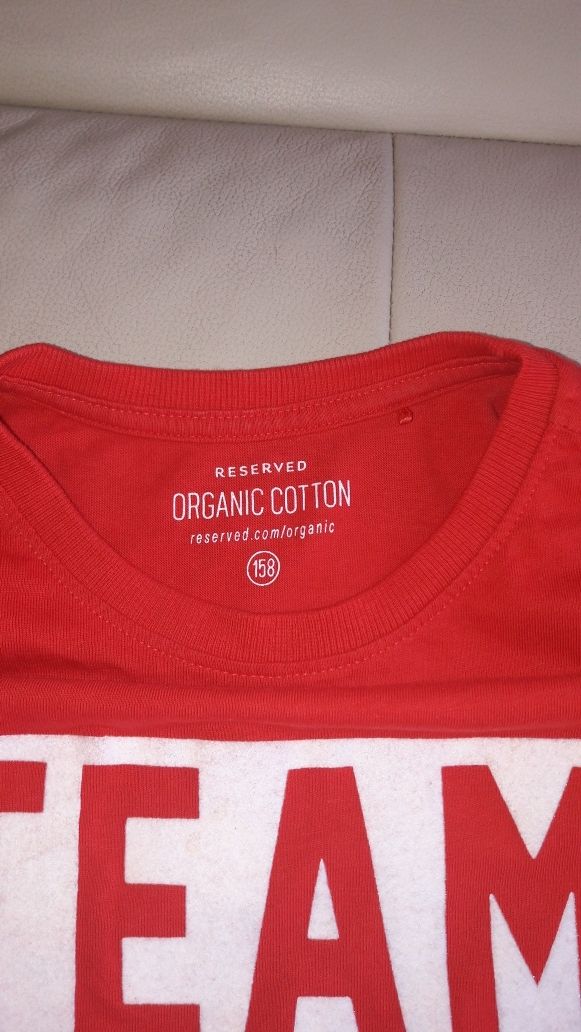 RESERVED
ORGANIC COTTON
reserved.com/organic
158
TEAM